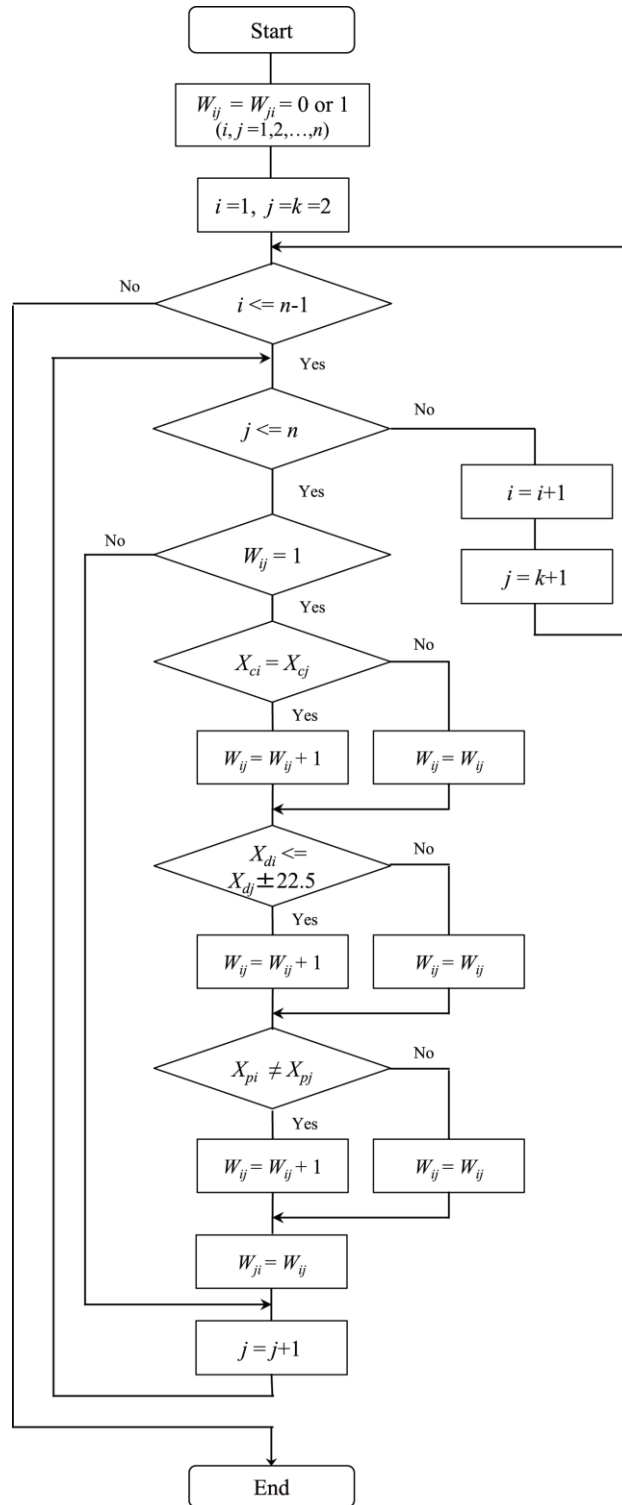 Start
W_ij = W_ji = 0 or 1
(i, j =1,2,…,n)
i =1, j =k =2
No
i <= n-1
Yes
j <= n
No
Yes
i = i+1
No
W_ij = 1
j = k+1
Yes
X_ci = X_cj
No
Yes
W_ij = W_ij + 1
W_ij = W_ij
X_di <=
X_dj ±22.5
No
Yes
W_ij = W_ij + 1
W_ij = W_ij
X_pi ≠ X_pj
No
Yes
W_ij = W_ij + 1
W_ij = W_ij
W_ji = W_ij
j = j+1
End